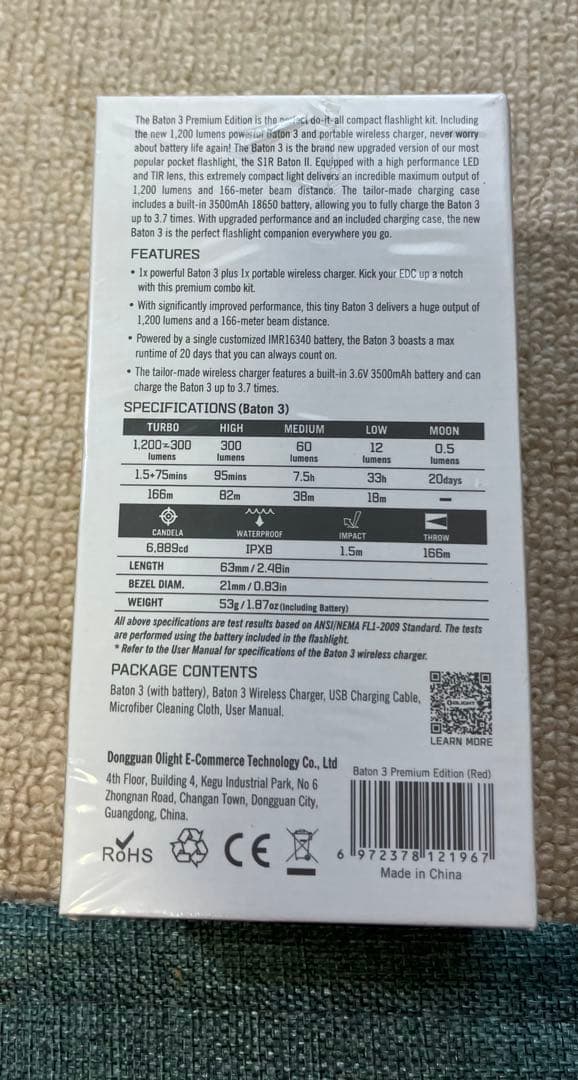 The Baton 3 Premium Edition is the perfect do-it-all compact flashlight kit. Including
the new 1,200 lumens powerful Baton 3 and portable wireless charger, never worry
about battery life again! The Baton 3 is the brand new upgraded version of our most
popular pocket flashlight, the S1R Baton II. Equipped with a high performance LED
and TIR lens, this extremely compact light delivers an incredible maximum output of
1,200 lumens and 166-meter beam distance. The tailor-made charging case
includes a built-in 3500mAh 18650 battery, allowing you to fully charge the Baton 3
up to 3.7 times. With upgraded performance and an included charging case, the new
Baton 3 is the perfect flashlight companion everywhere you go.
FEATURES
• 1x powerful Baton 3 plus 1x portable wireless charger. Kick your EDC up a notch
with this premium combo kit.
• With significantly improved performance, this tiny Baton 3 delivers a huge output of
1,200 lumens and a 166-meter beam distance.
• Powered by a single customized IMR16340 battery, the Baton 3 boasts a max
runtime of 20 days that you can always count on.
• The tailor-made wireless charger features a built-in 3.6V 3500mAh battery and can
charge the Baton 3 up to 3.7 times.
SPECIFICATIONS (Baton 3)
TURBO HIGH MEDIUM LOW MOON
1,200~300 300 60 12 0.5
lumens lumens lumens lumens lumens
1.5+75mins 95mins 7.5h 33h 20days
166m 82m 38m 18m —
CANDELA WATERPROOF IMPACT THROW
6,889cd IPX8 1.5m 166m
LENGTH 63mm / 2.48in
BEZEL DIAM. 21mm / 0.83in
WEIGHT 53g / 1.87oz (Including Battery)
All above specifications are test results based on ANSI/NEMA FL1-2009 Standard. The tests
are performed using the battery included in the flashlight.
* Refer to the User Manual for specifications of the Baton 3 wireless charger.
PACKAGE CONTENTS
Baton 3 (with battery), Baton 3 Wireless Charger, USB Charging Cable,
Microfiber Cleaning Cloth, User Manual.
OLIGHT
LEARN MORE
Dongguan Olight E-Commerce Technology Co., Ltd
4th Floor, Building 4, Kegu Industrial Park, No 6
Zhongnan Road, Changan Town, Dongguan City,
Guangdong, China.
Baton 3 Premium Edition (Red)
RoHS CE
6 972378 121967
Made in China